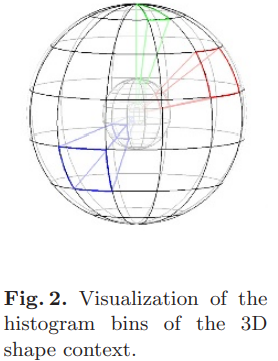 Fig. 2. Visualization of the
histogram bins of the 3D
shape context.